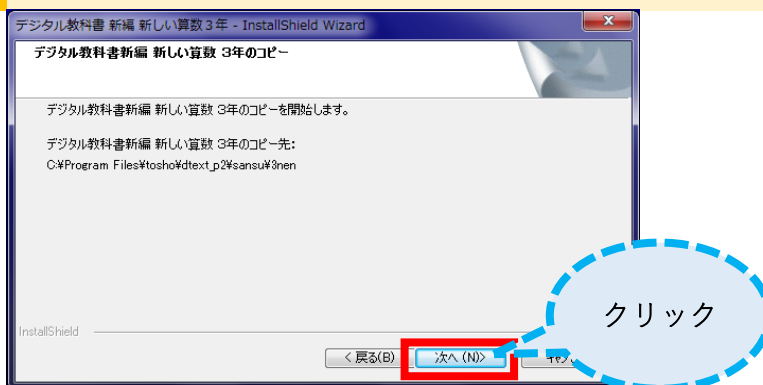 デジタル教科書 新編 新しい算数3年 - InstallShield Wizard
デジタル教科書新編 新しい算数 3年のコピー
デジタル教科書新編 新しい算数 3年のコピーを開始します。
デジタル教科書新編 新しい算数 3年のコピー先:
C:¥Program Files¥tosho¥dtext_p2¥sansu¥3nen
クリック
InstallShield
< 戻る(B)
次へ (N)>